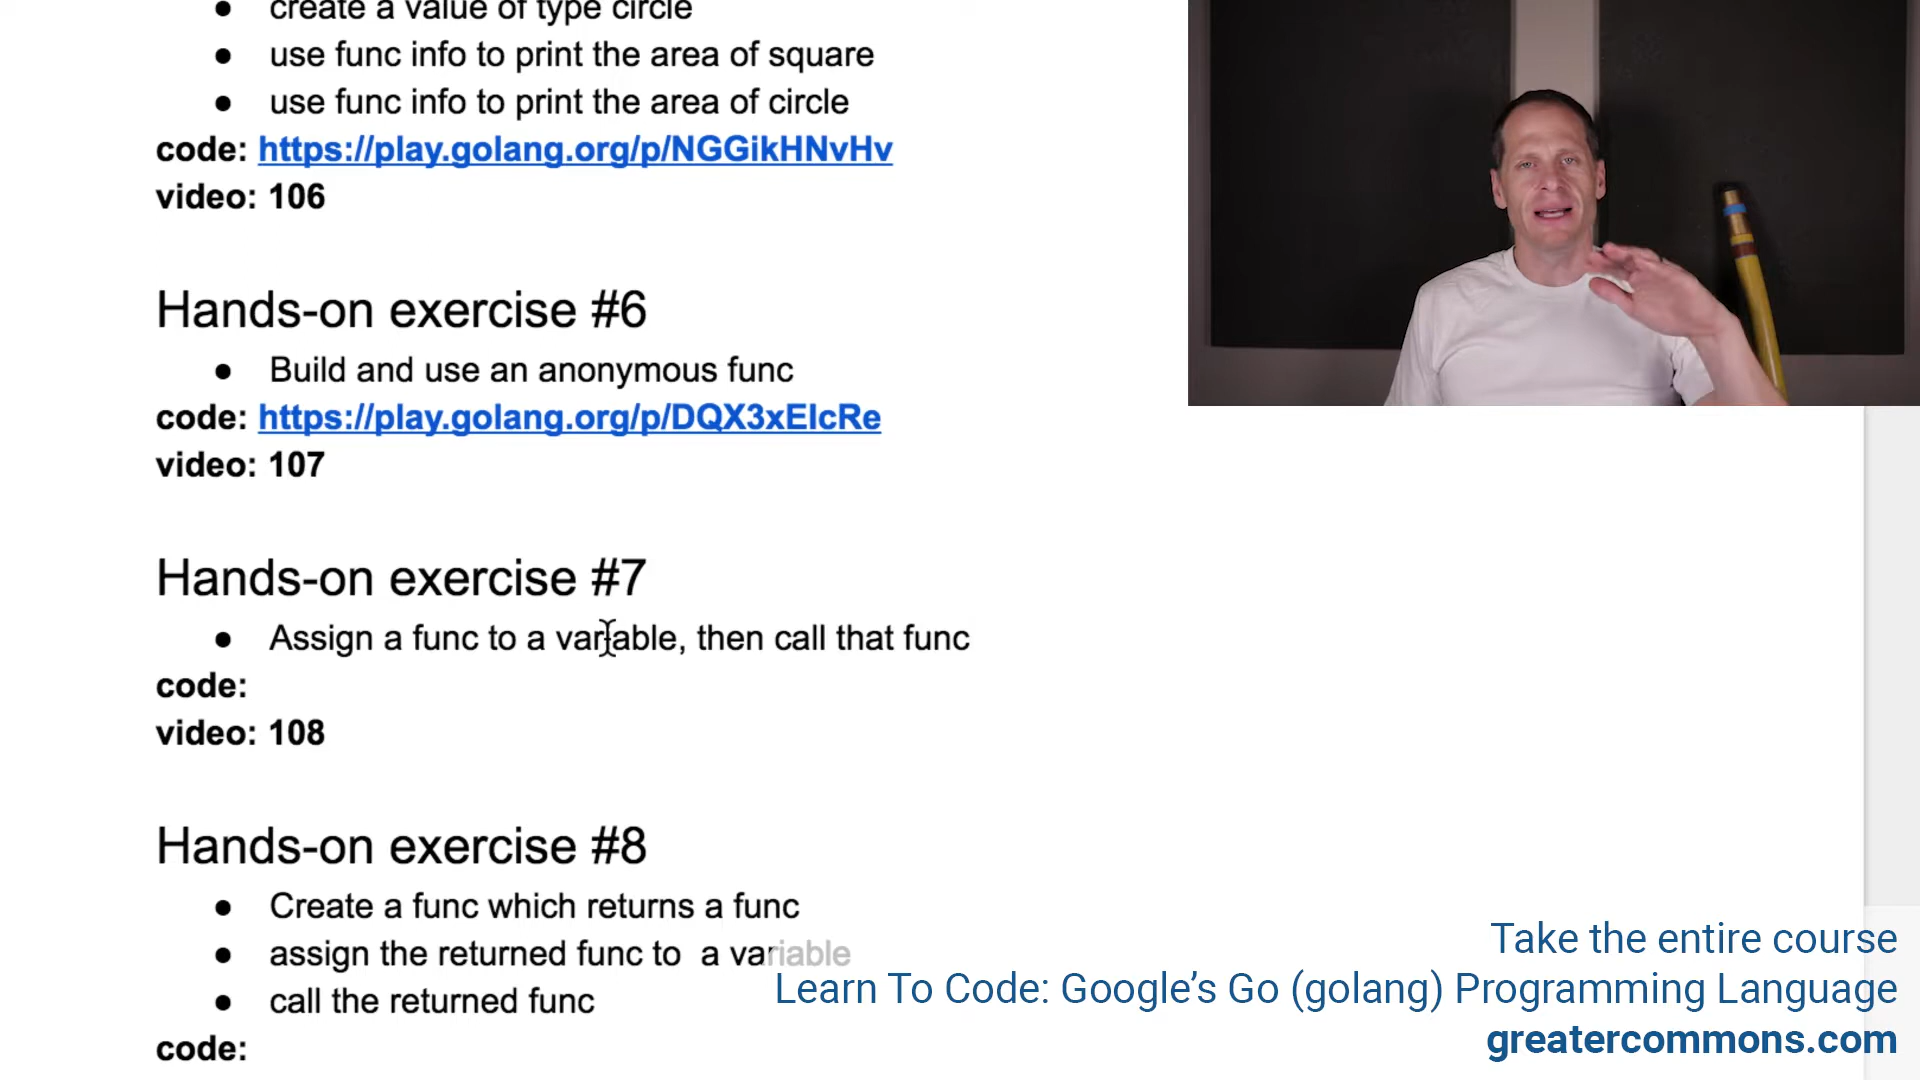 create a value of type circle
use func info to print the area of square
use func info to print the area of circle
code: https://play.golang.org/p/NGGikHNvHv
video: 106
Hands-on exercise #6
Build and use an anonymous func
code: https://play.golang.org/p/DQX3xEIcRe
video: 107
Hands-on exercise #7
Assign a func to a variable, then call that func
code:
video: 108
Hands-on exercise #8
Create a func which returns a func
assign the returned func to  a variable
call the returned func
code:
Take the entire course
Learn To Code: Google’s Go (golang) Programming Language
greatercommons.com